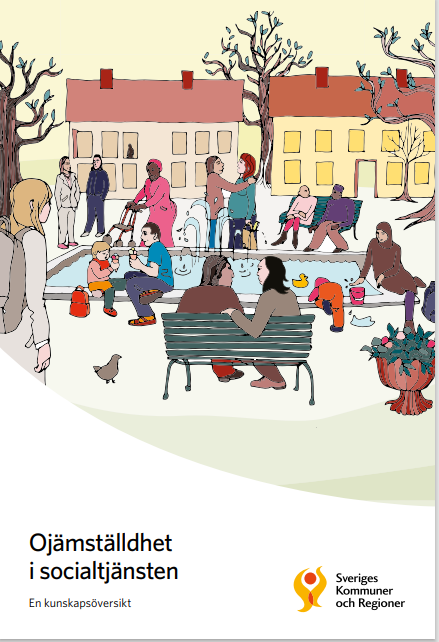 Ojämställdhet
i socialtjänsten
En kunskapsöversikt
Sveriges
Kommuner
och Regioner